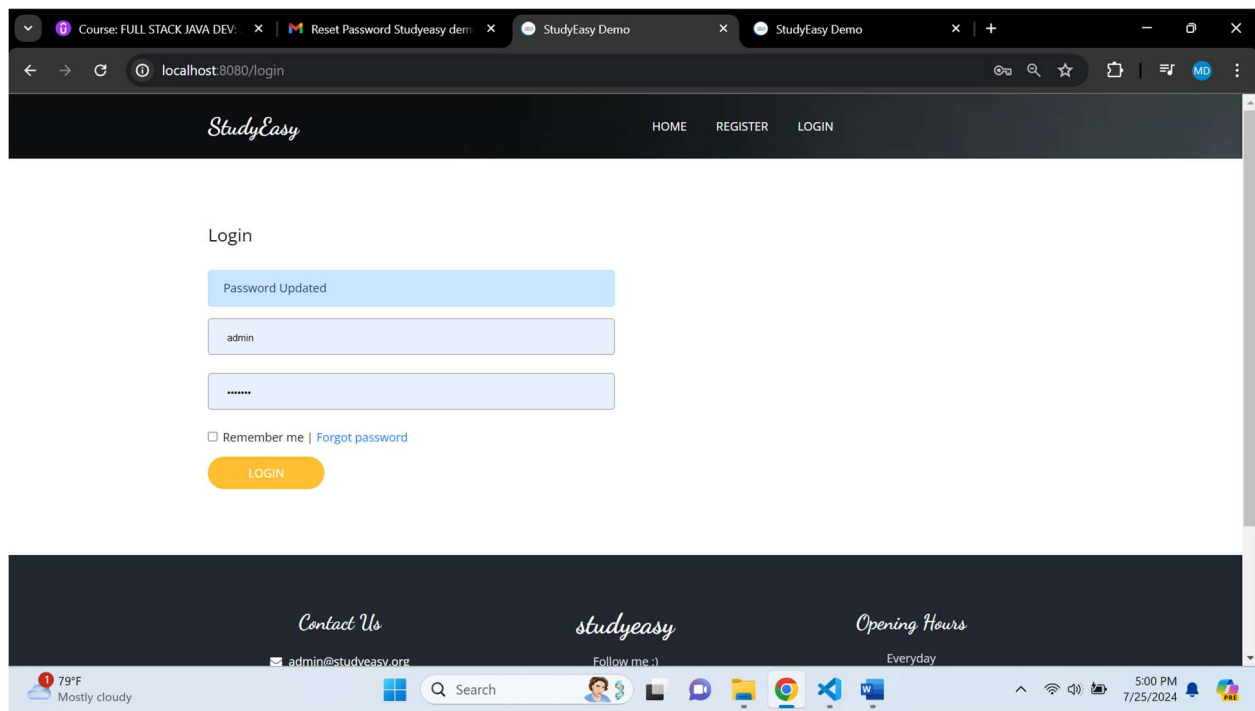 Course: FULL STACK JAVA DEV:
Reset Password Studyeasy dem
StudyEasy Demo
StudyEasy Demo
localhost:8080/login
MD
StudyEasy
HOME REGISTER LOGIN
Login
Password Updated
admin
•••••••
Remember me | Forgot password
LOGIN
Contact Us
studyeasy
Opening Hours
admin@studyeasy.org
Follow me :)
Everyday
1
79°F
Mostly cloudy
Search
5:00 PM
7/25/2024
PRE